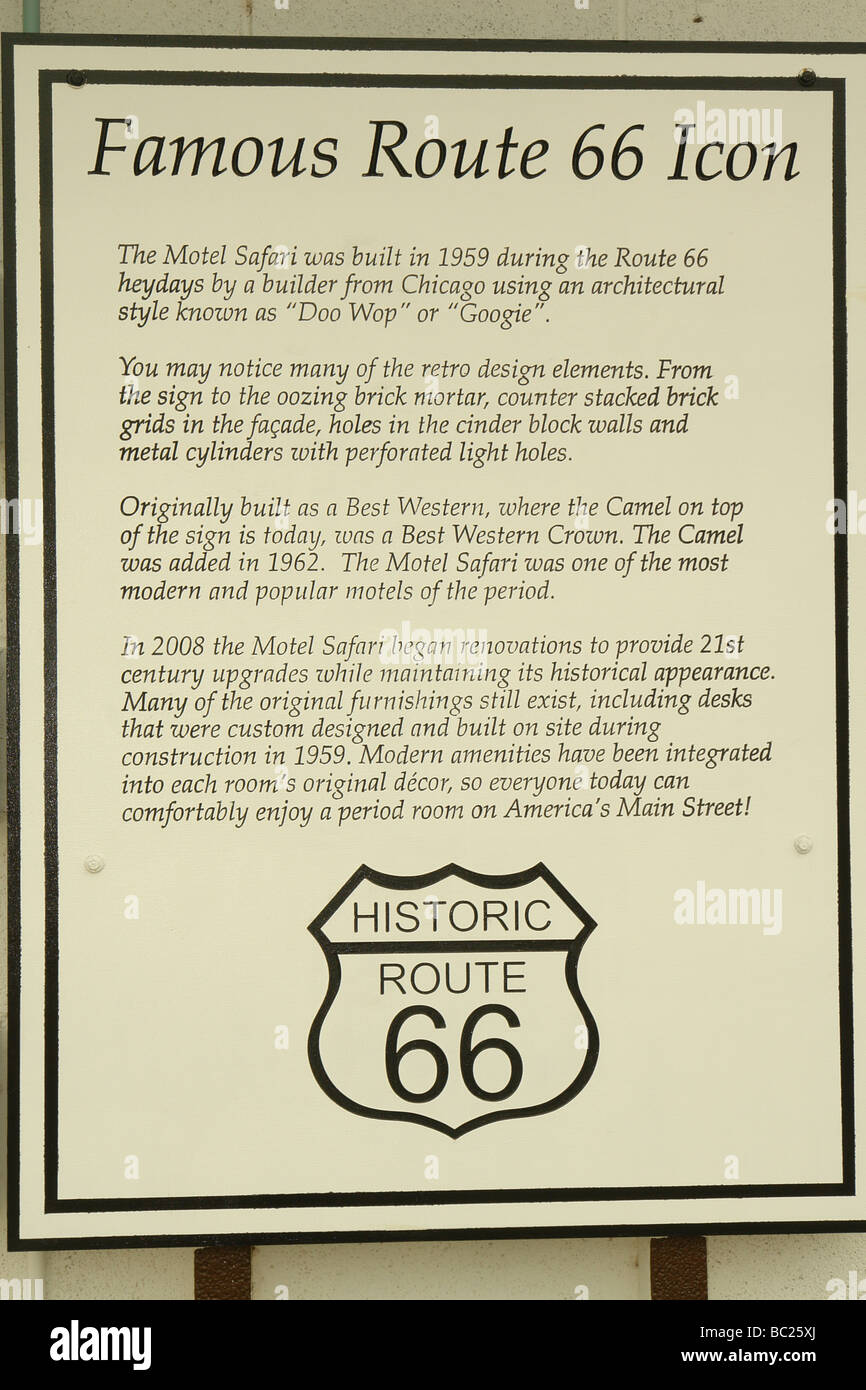 Famous Route 66 Icon
The Motel Safari was built in 1959 during the Route 66
heydays by a builder from Chicago using an architectural
style known as “Doo Wop” or “Googie”.
You may notice many of the retro design elements. From
the sign to the oozing brick mortar, counter stacked brick
grids in the façade, holes in the cinder block walls and
metal cylinders with perforated light holes.
Originally built as a Best Western, where the Camel on top
of the sign is today, was a Best Western Crown. The Camel
was added in 1962. The Motel Safari was one of the most
modern and popular motels of the period.
In 2008 the Motel Safari began renovations to provide 21st
century upgrades while maintaining its historical appearance.
Many of the original furnishings still exist, including desks
that were custom designed and built on site during
construction in 1959. Modern amenities have been integrated
into each room's original décor, so everyone today can
comfortably enjoy a period room on America's Main Street!
HISTORIC
ROUTE
66
alamy
alamy
alamy
alamy
Image ID: BC25XJ
www.alamy.com